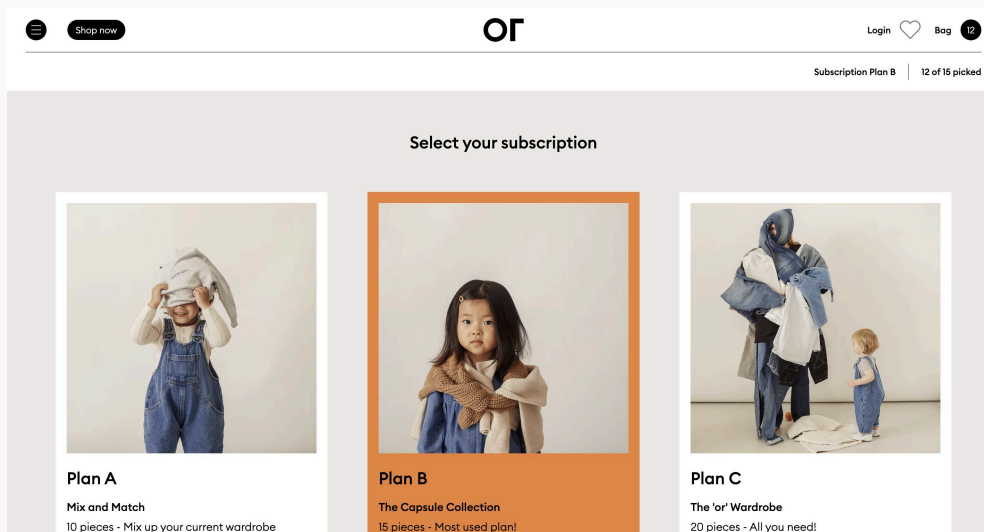 Shop now
or
Login
Bag
12
Subscription Plan B
12 of 15 picked
Select your subscription
Plan A
Mix and Match
10 pieces - Mix up your current wardrobe
Plan B
The Capsule Collection
15 pieces - Most used plan!
Plan C
The 'or' Wardrobe
20 pieces - All you need!